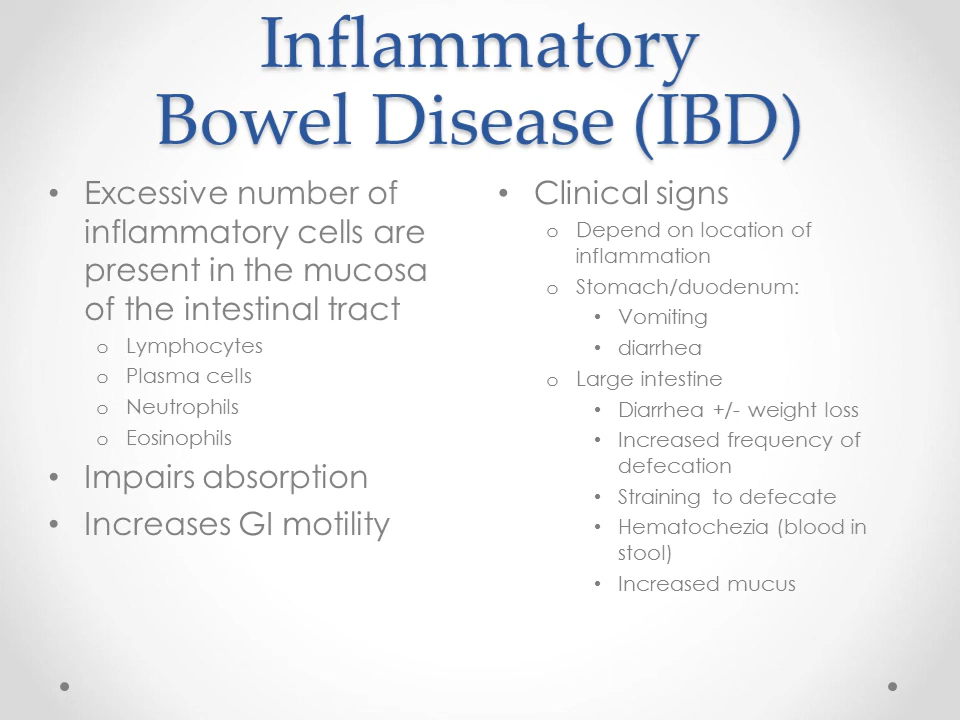 Inflammatory
Bowel Disease (IBD)
• Excessive number of
inflammatory cells are
present in the mucosa
of the intestinal tract
o Lymphocytes
o Plasma cells
o Neutrophils
o Eosinophils
• Impairs absorption
• Increases GI motility
• Clinical signs
o Depend on location of
inflammation
o Stomach/duodenum:
• Vomiting
• diarrhea
o Large intestine
• Diarrhea +/- weight loss
• Increased frequency of
defecation
• Straining to defecate
• Hematochezia (blood in
stool)
• Increased mucus